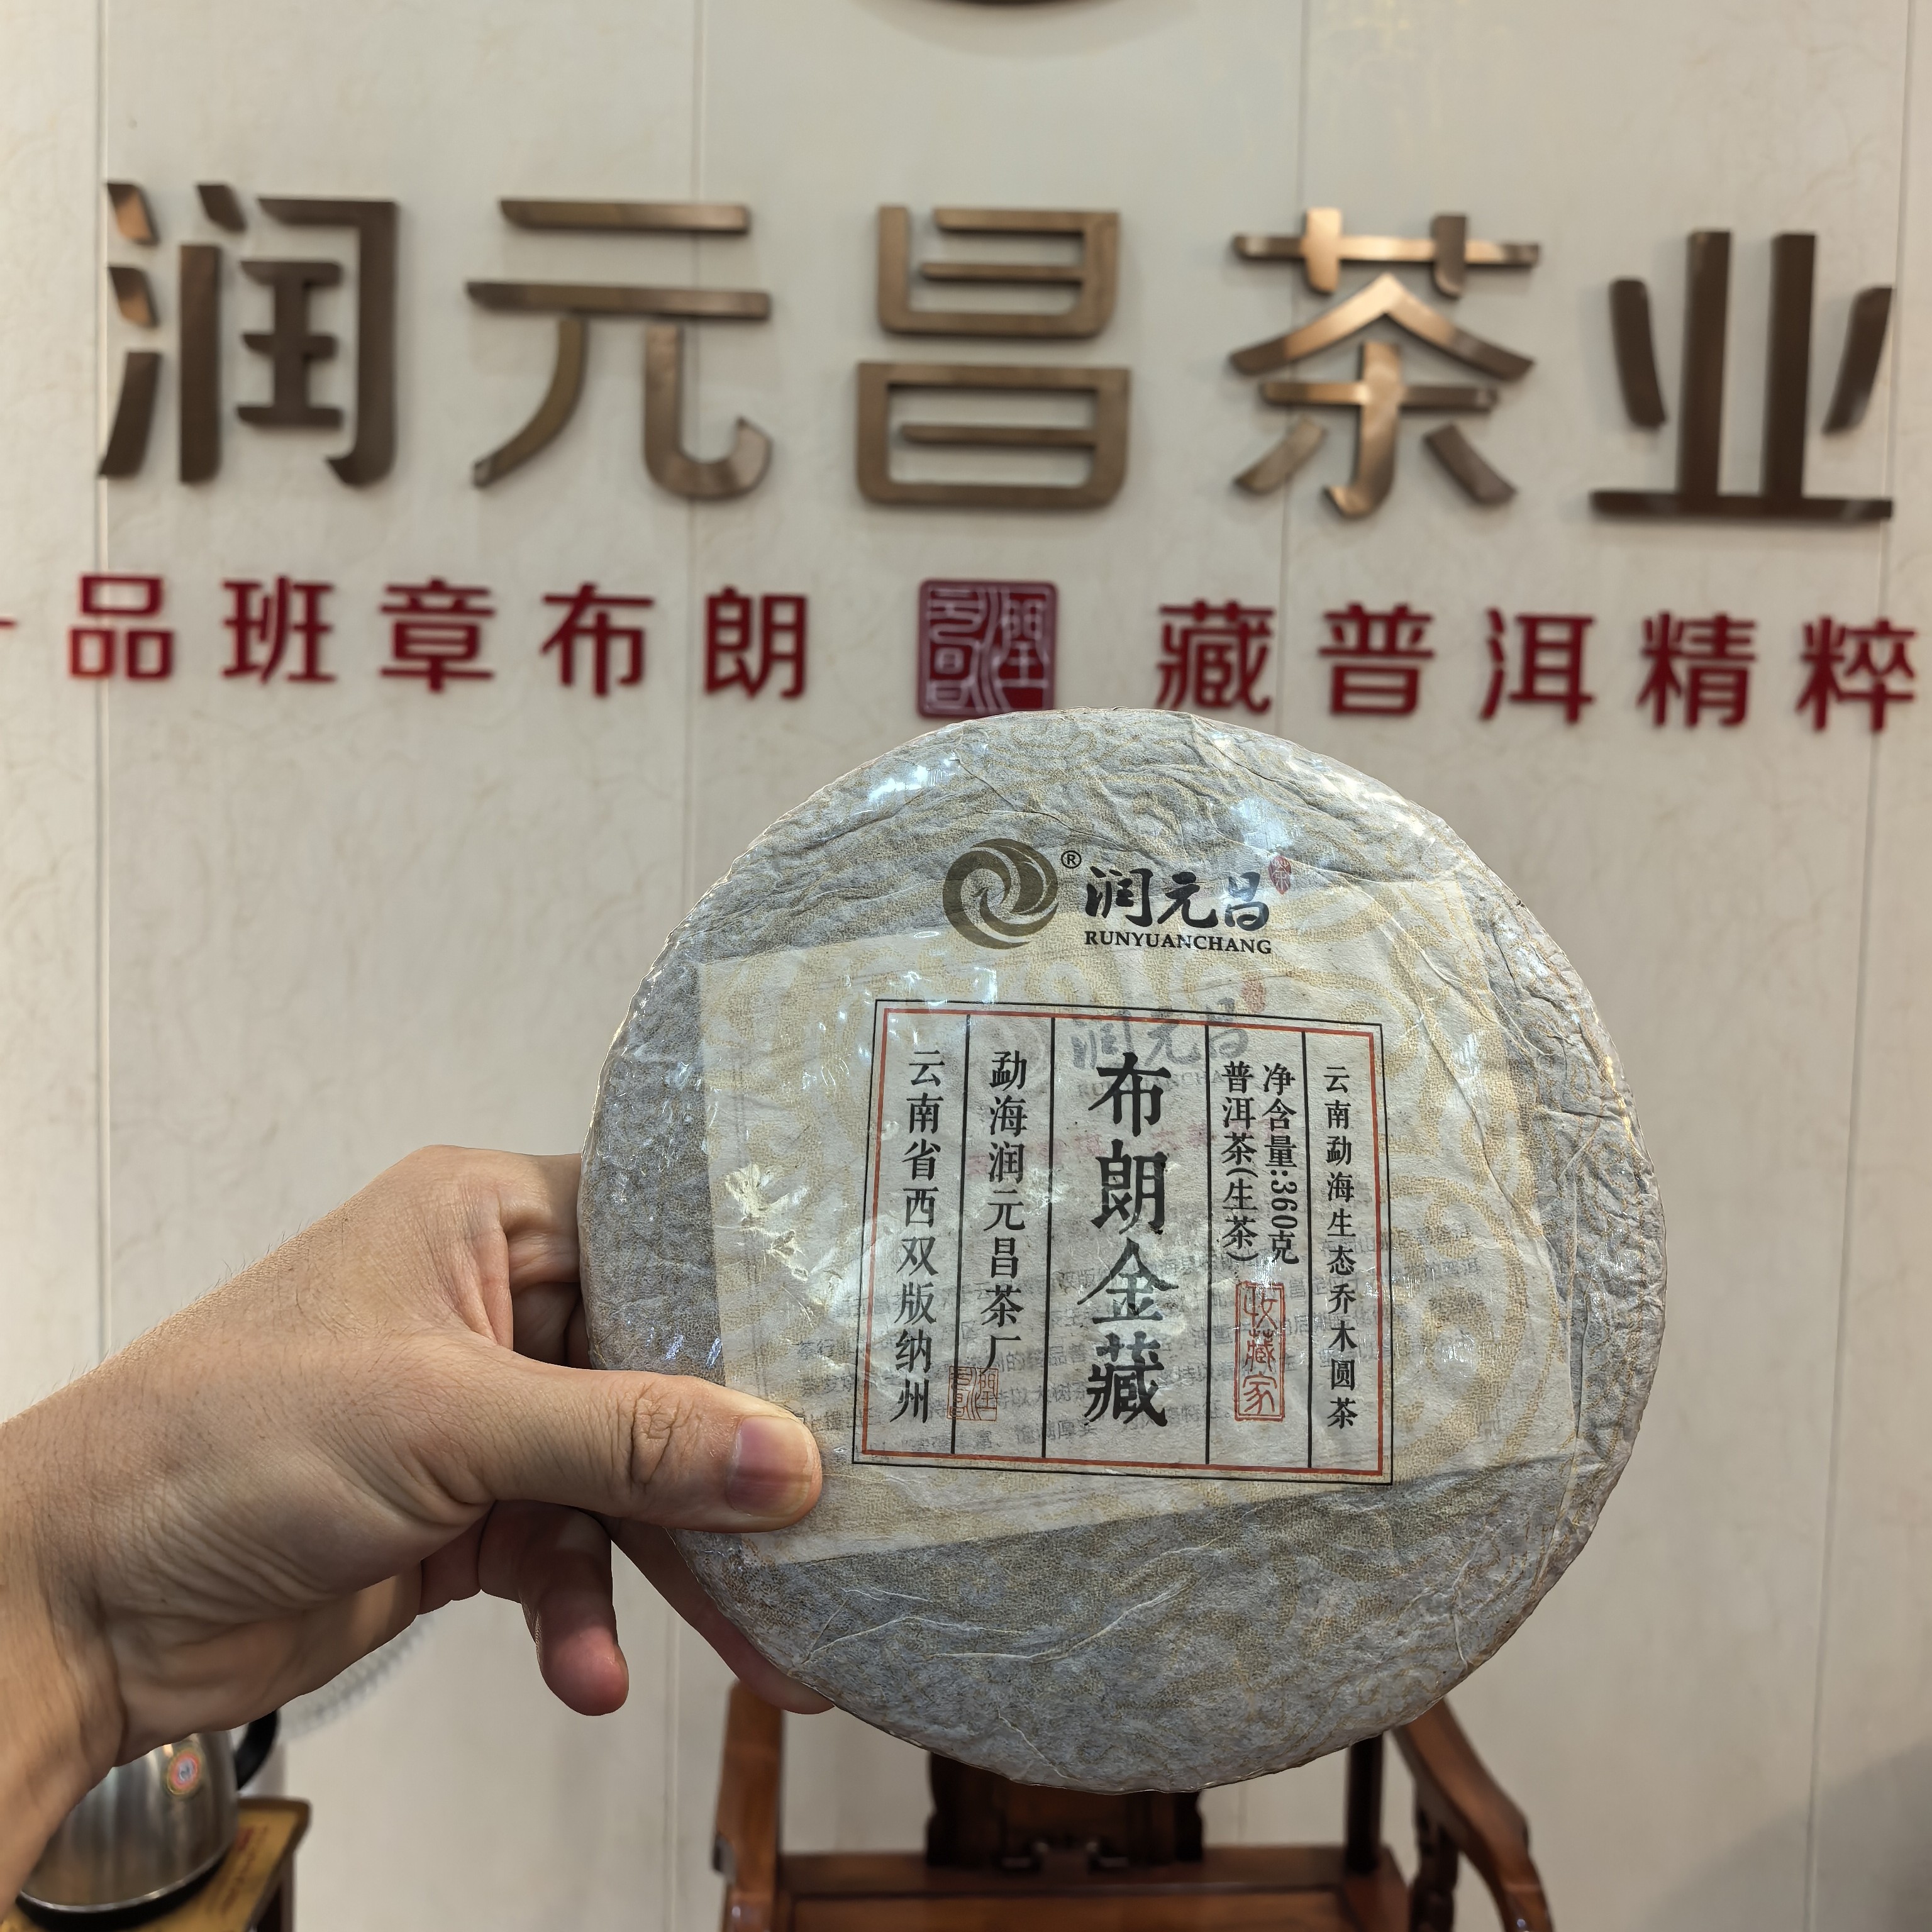 润元昌茶业
品班章布朗 藏普洱精粹
® 润元昌
RUNYUANCHANG
云南勐海生态乔木圆茶
净含量:360克
普洱茶(生茶)
收藏家
布朗金藏
勐海润元昌茶厂
云南省西双版纳州